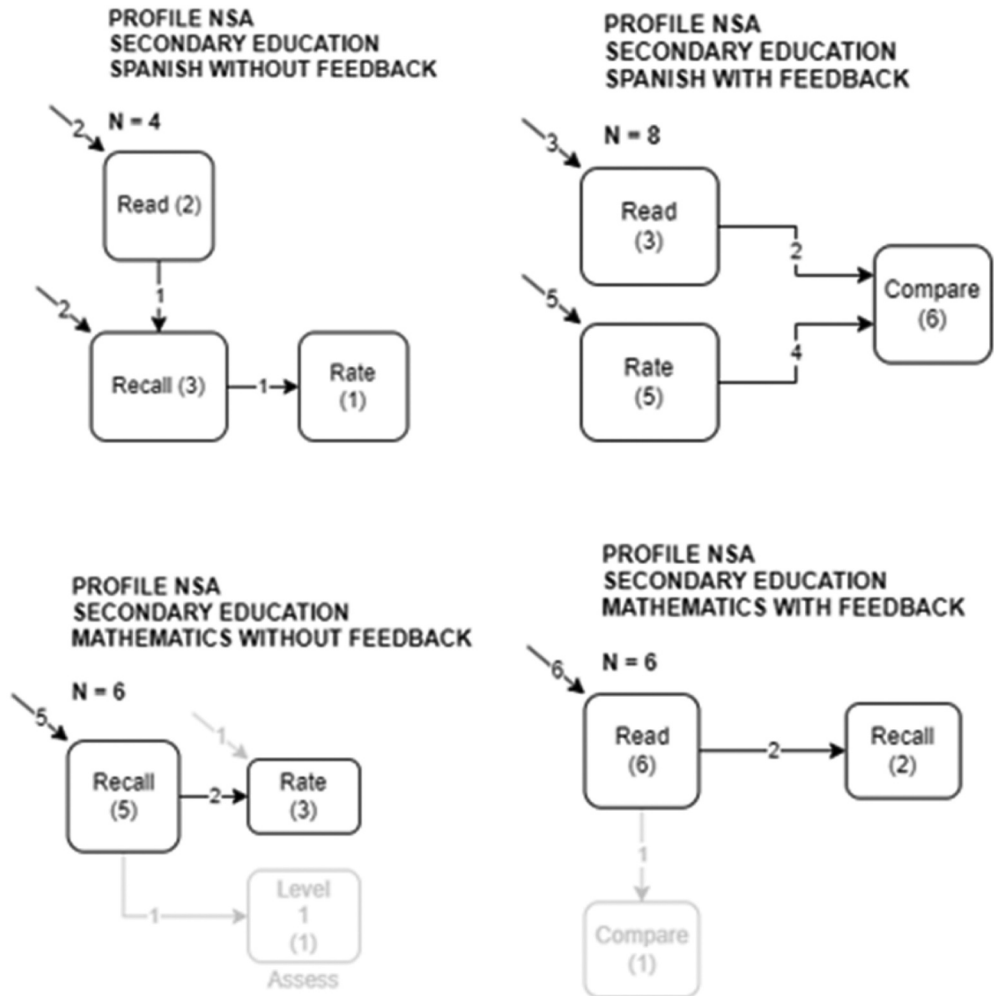 PROFILE NSA
SECONDARY EDUCATION
SPANISH WITHOUT FEEDBACK
N = 4
2
Read (2)
1
2
Recall (3)
1
Rate
(1)
PROFILE NSA
SECONDARY EDUCATION
SPANISH WITH FEEDBACK
N = 8
3
Read
(3)
2
Compare
(6)
5
Rate
(5)
4
PROFILE NSA
SECONDARY EDUCATION
MATHEMATICS WITHOUT FEEDBACK
N = 6
5
1
Recall
(5)
2
Rate
(3)
1
Level
1
(1)
Assess
PROFILE NSA
SECONDARY EDUCATION
MATHEMATICS WITH FEEDBACK
N = 6
6
Read
(6)
2
Recall
(2)
1
Compare
(1)